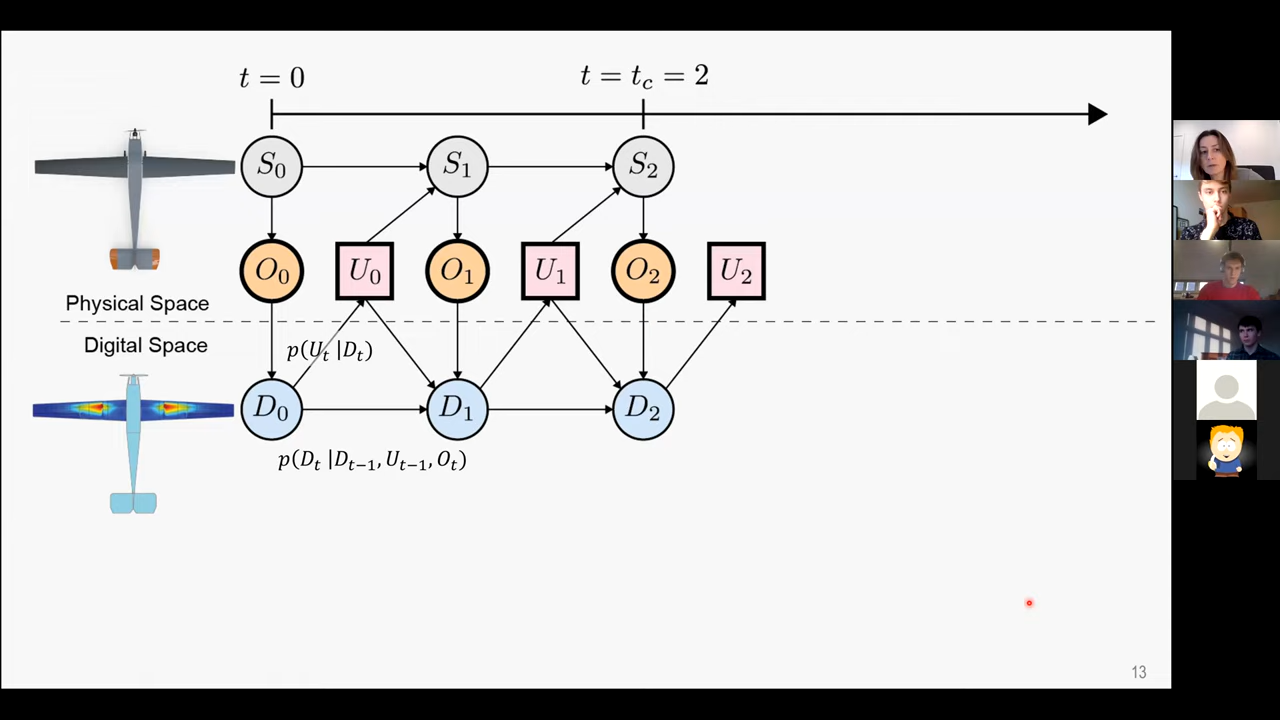 t = 0
t = t_c = 2
S_0
S_1
S_2
O_0
U_0
O_1
U_1
O_2
U_2
Physical Space
Digital Space
p(U_t |D_t)
D_0
D_1
D_2
p(D_t |D_{t−1}, U_{t−1}, O_t)
13